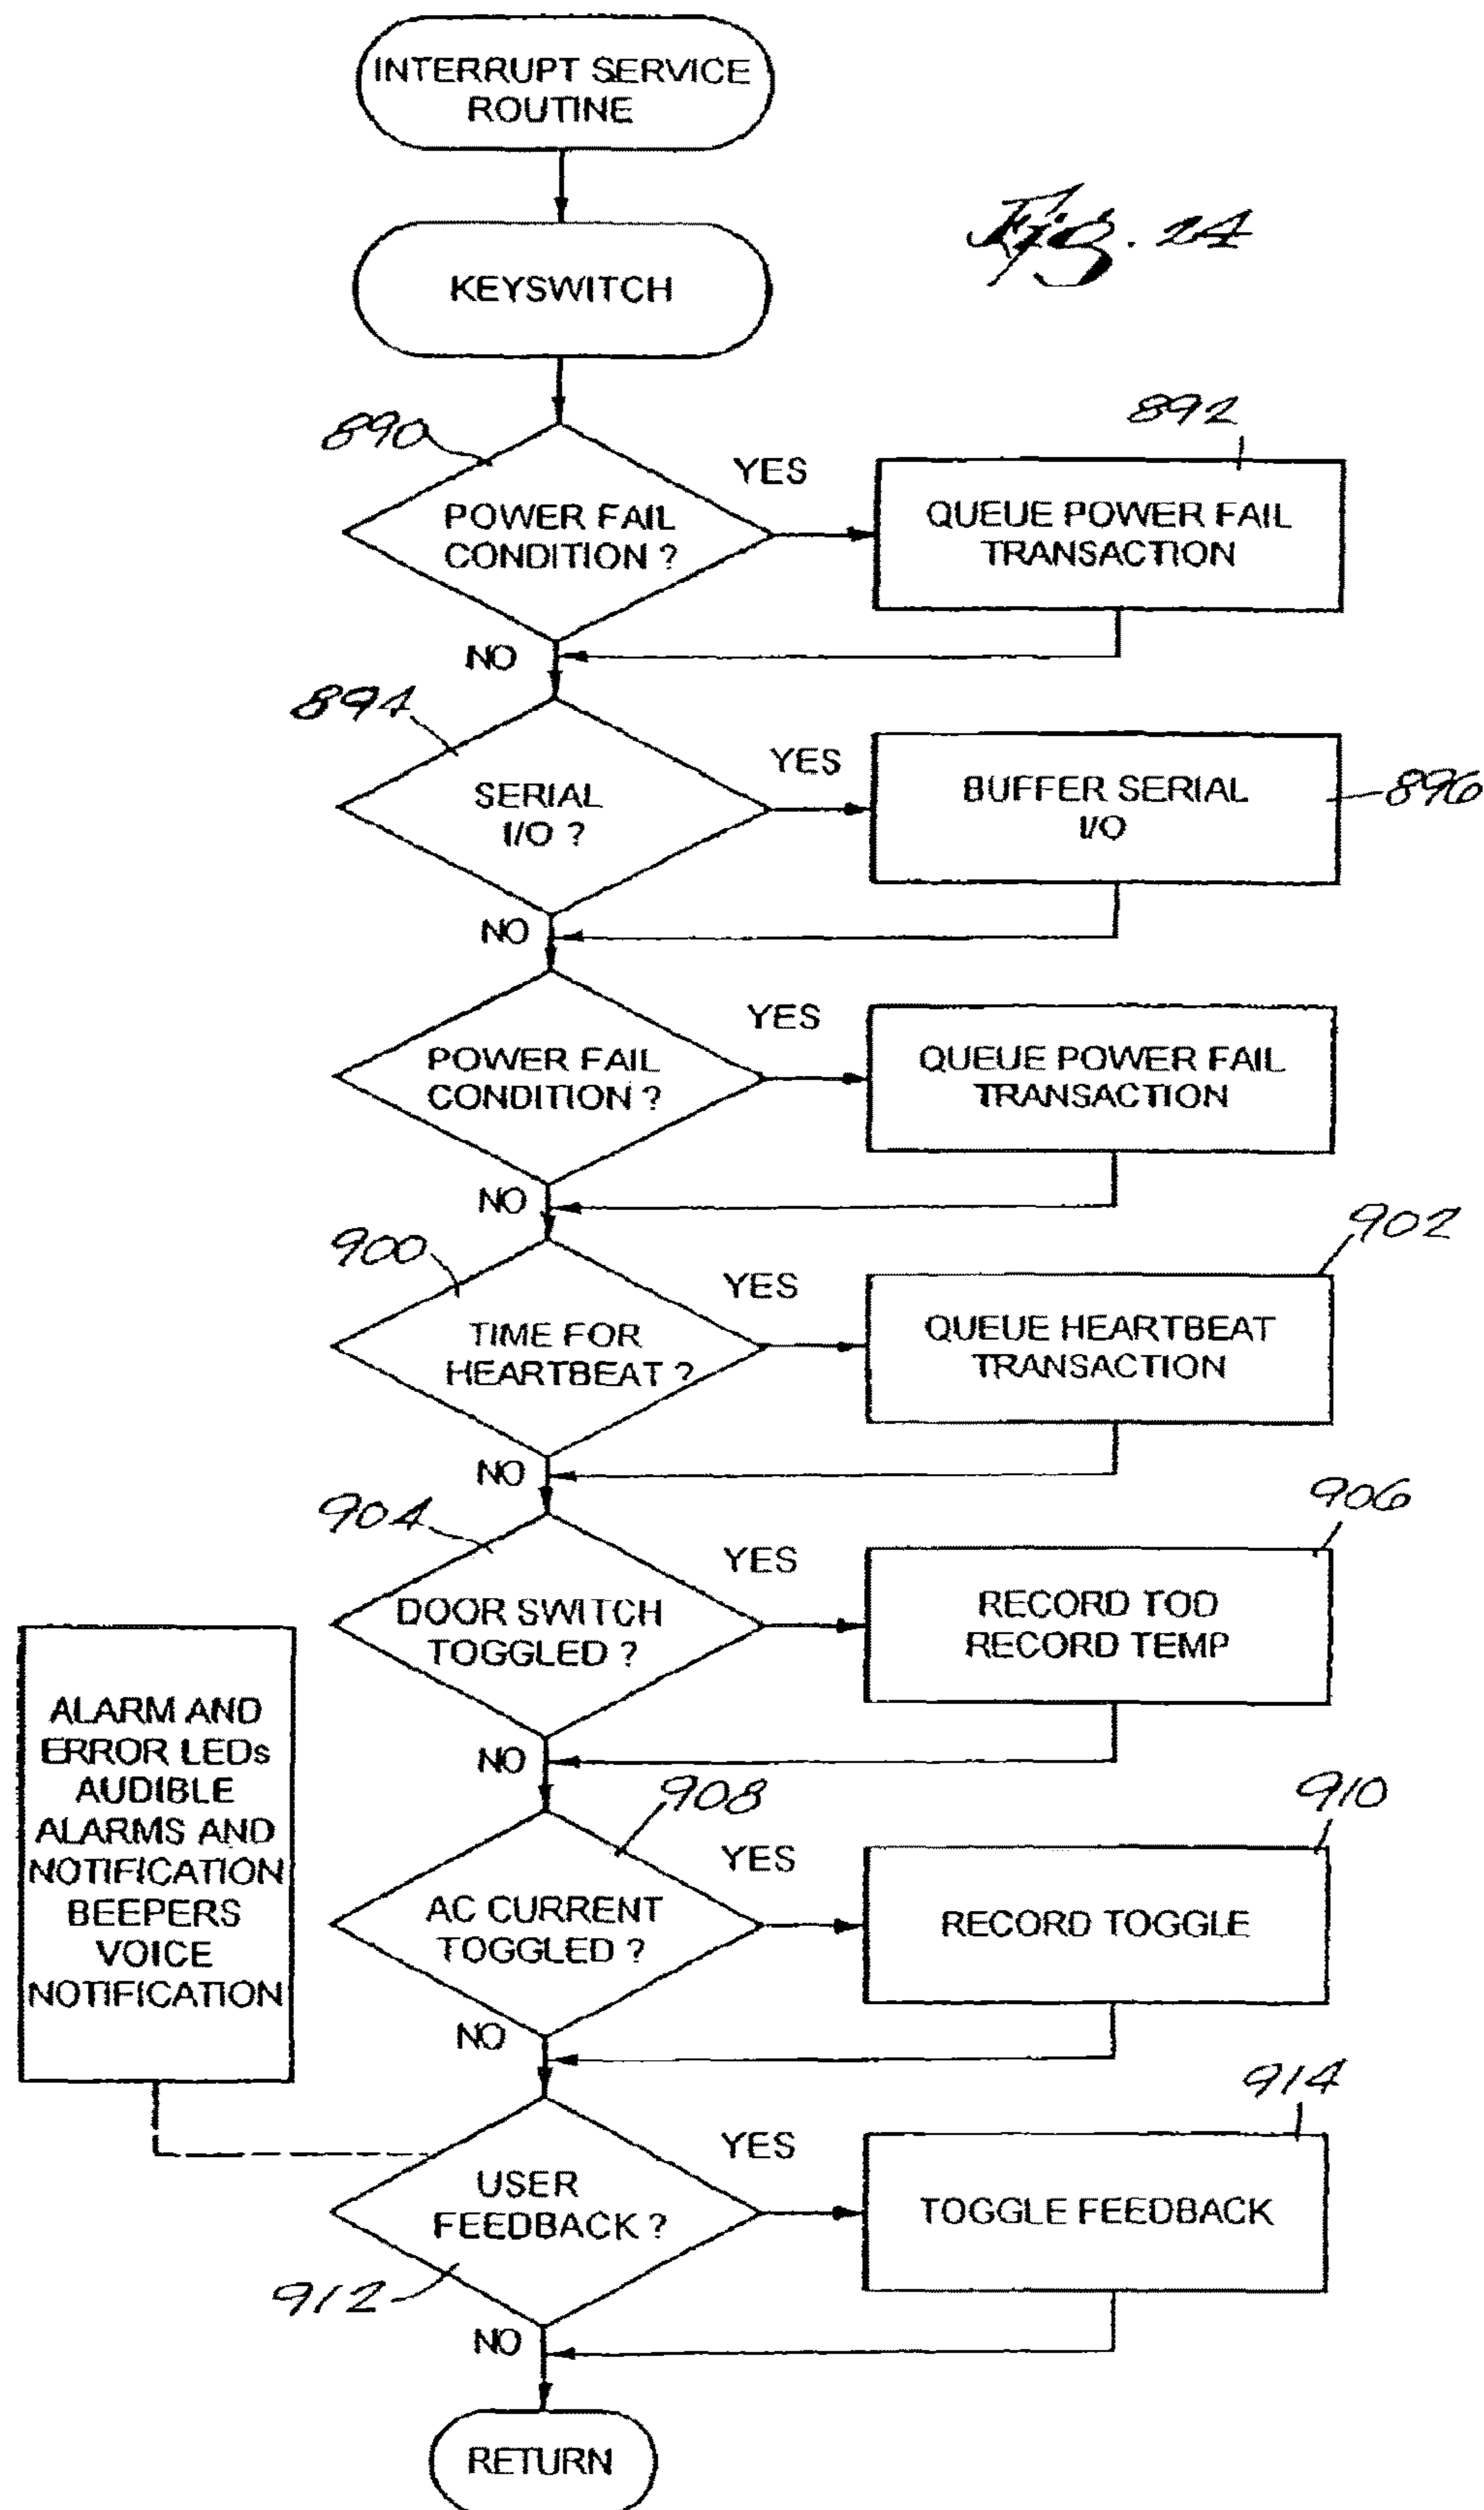 INTERRUPT SERVICE
ROUTINE
Fig. 24
KEYSWITCH
890
POWER FAIL
CONDITION ?
YES
892
QUEUE POWER FAIL
TRANSACTION
NO
894
SERIAL
I/O ?
YES
BUFFER SERIAL
I/O
896
NO
POWER FAIL
CONDITION ?
YES
QUEUE POWER FAIL
TRANSACTION
NO
900
TIME FOR
HEARTBEAT ?
YES
902
QUEUE HEARTBEAT
TRANSACTION
NO
904
DOOR SWITCH
TOGGLED ?
YES
906
RECORD TOD
RECORD TEMP
NO
ALARM AND
ERROR LEDs
AUDIBLE
ALARMS AND
NOTIFICATION
BEEPERS
VOICE
NOTIFICATION
908
AC CURRENT
TOGGLED ?
YES
910
RECORD TOGGLE
NO
USER
FEEDBACK ?
912
YES
914
TOGGLE FEEDBACK
NO
RETURN